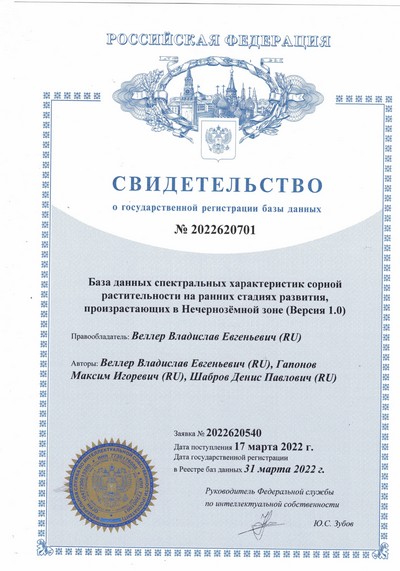 РОССИЙСКАЯ ФЕДЕРАЦИЯ
СВИДЕТЕЛЬСТВО
о государственной регистрации базы данных
№ 2022620701
База данных спектральных характеристик сорной
растительности на ранних стадиях развития,
произрастающих в Нечернозёмной зоне (Версия 1.0)
Правообладатель: Веллер Владислав Евгеньевич (RU)
Авторы: Веллер Владислав Евгеньевич (RU), Гапонов
Максим Игоревич (RU), Шабров Денис Павлович (RU)
Заявка № 2022620540
Дата поступления 17 марта 2022 г.
Дата государственной регистрации
в Реестре баз данных 31 марта 2022 г.
Руководитель Федеральной службы
по интеллектуальной собственности
Ю.С. Зубов